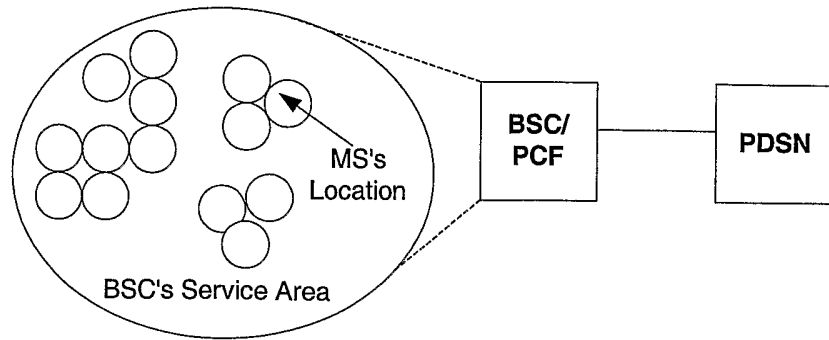 MS's
Location
BSC's Service Area
BSC/
PCF
PDSN